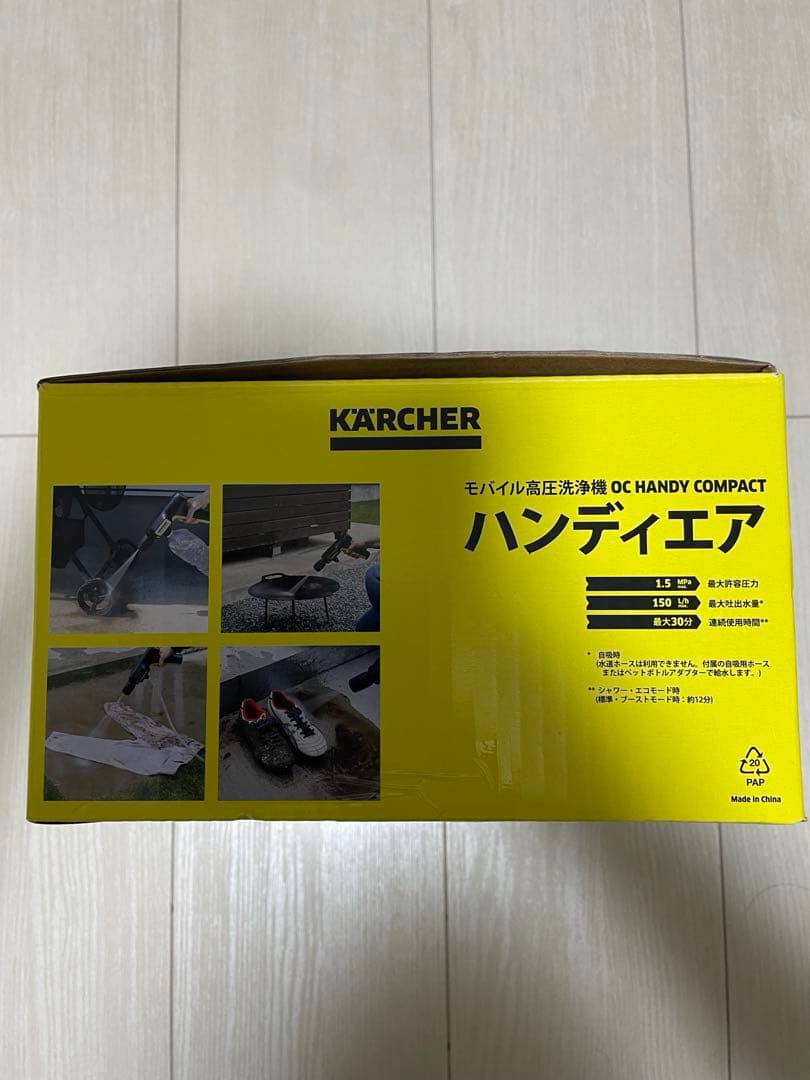 KÄRCHER
モバイル高圧洗浄機 OC HANDY COMPACT
ハンディエア
1.5 MPa max. 最大許容圧力
150 L/h max. 最大吐出水量*
最大30分 連続使用時間**
* 自吸時
(水道ホースは利用できません、付属の自吸用ホース
またはペットボトルアダプターで給水します。)
** シャワー・エコモード時
(標準・ブーストモード時：約12分)
20
PAP
Made in China